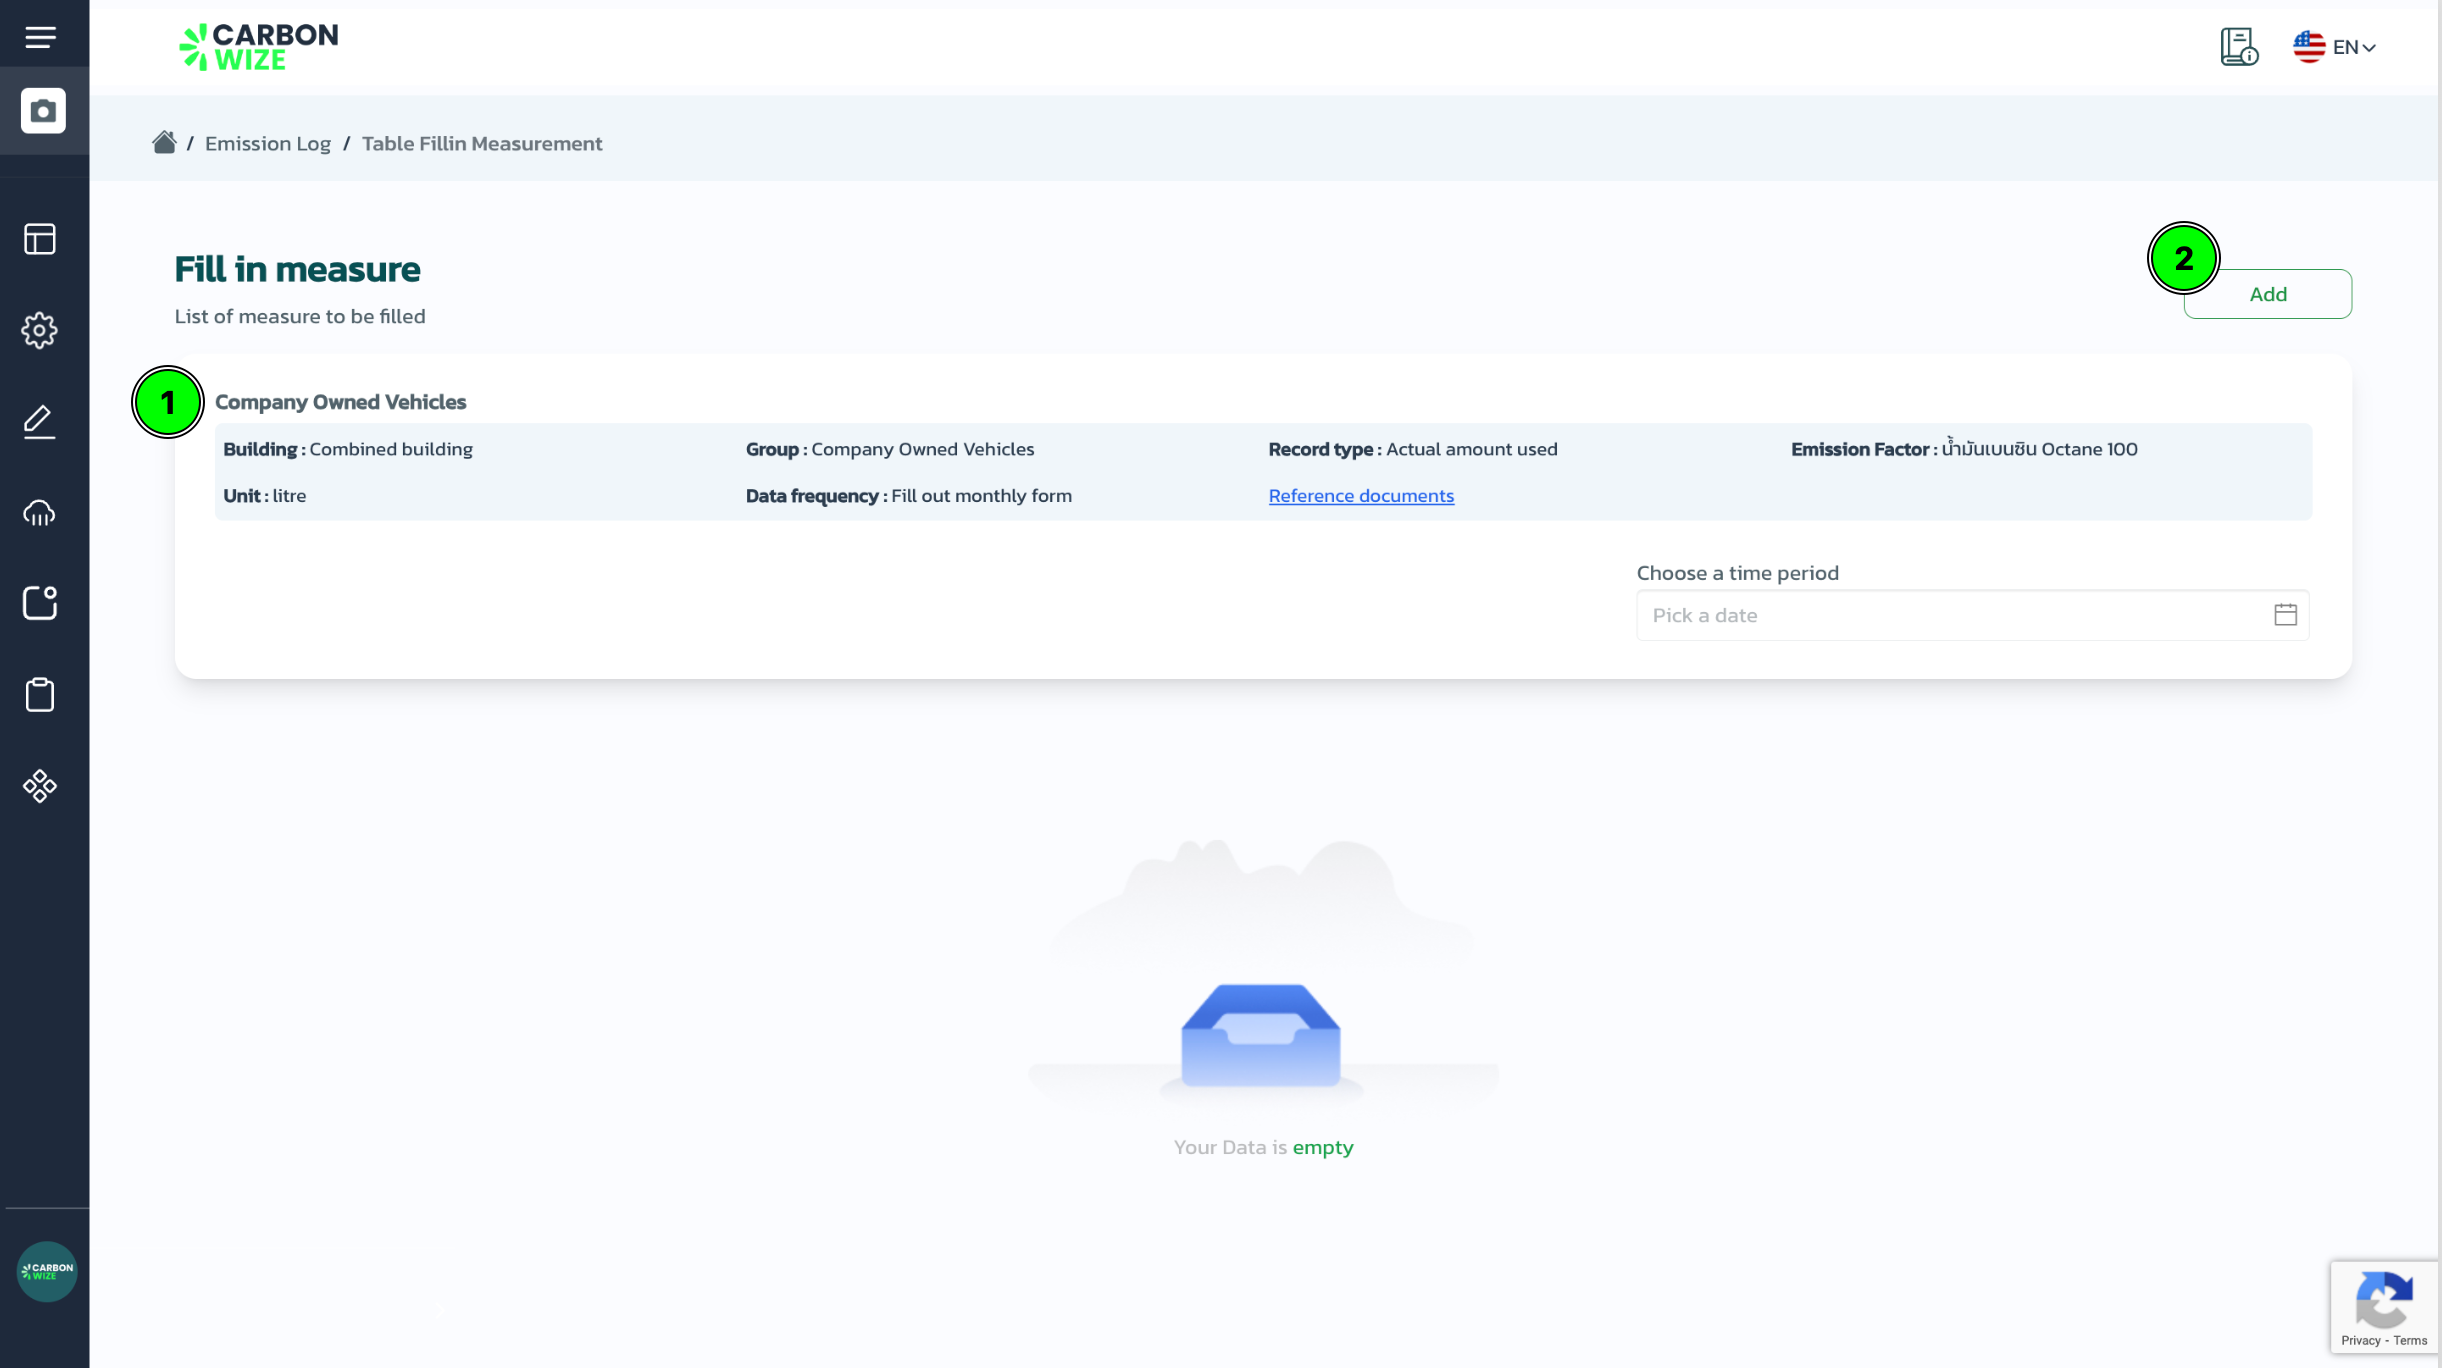 CARBON
WIZE
EN
/ Emission Log / Table Fillin Measurement
Fill in measure
List of measure to be filled
2
Add
1
Company Owned Vehicles
Building : Combined building
Group : Company Owned Vehicles
Record type : Actual amount used
Emission Factor : น้ำมันเบนซิน Octane 100
Unit : litre
Data frequency : Fill out monthly form
Reference documents
Choose a time period
Pick a date
Your Data is empty
CARBON
WIZE
Privacy - Terms